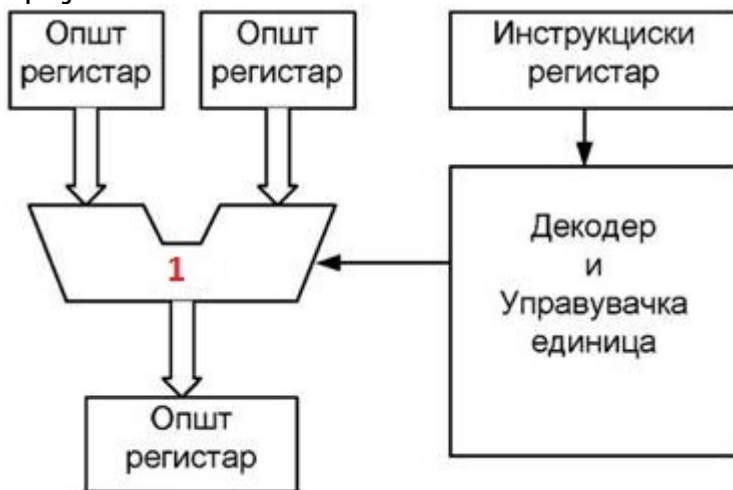 Општ
регистар
Општ
регистар
Инструкциски
регистар
1
Декодер
и
Управувачка
единица
Општ
регистар